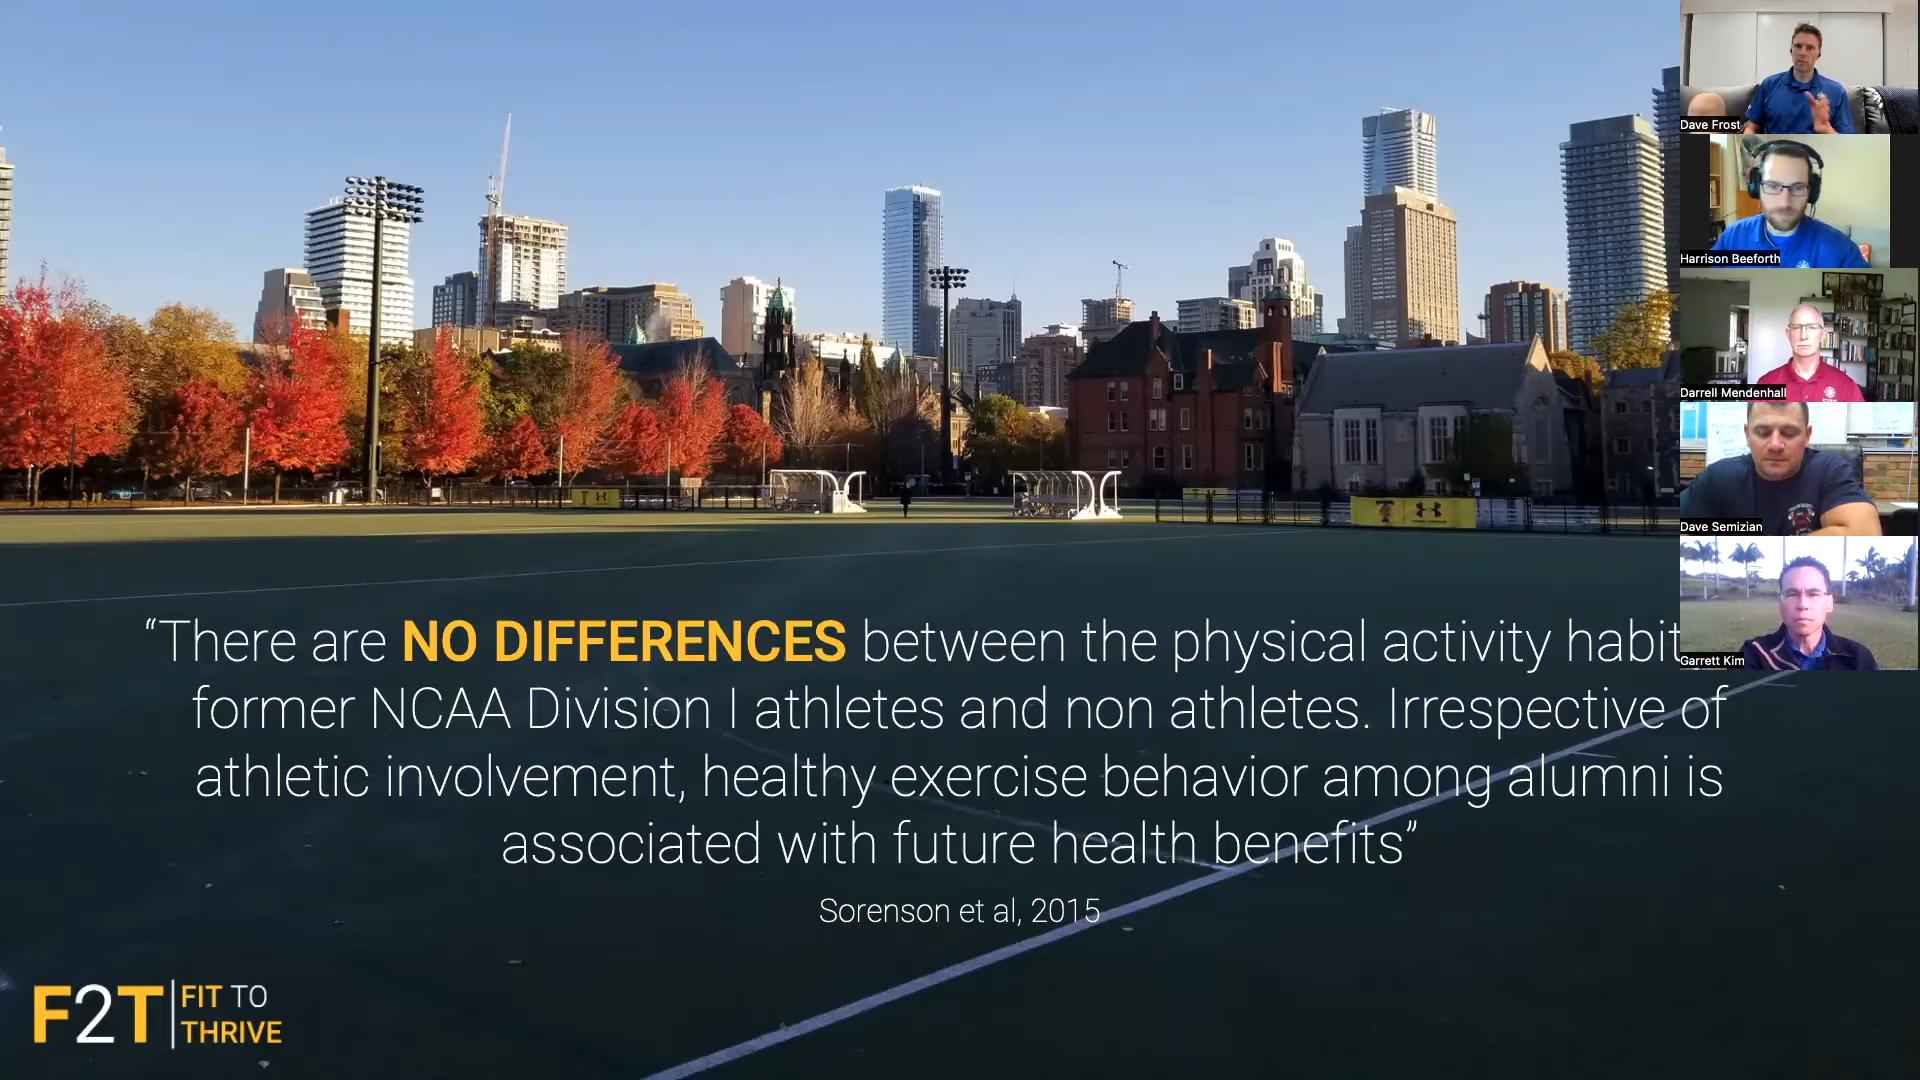 Dave Frost
Harrison Beeforth
Darrell Mendenhall
Dave Semizian
Garrett Kim
“There are NO DIFFERENCES between the physical activity habit
former NCAA Division I athletes and non athletes. Irrespective of
athletic involvement, healthy exercise behavior among alumni is
associated with future health benefits”
Sorenson et al, 2015
F2T
FIT TO
THRIVE